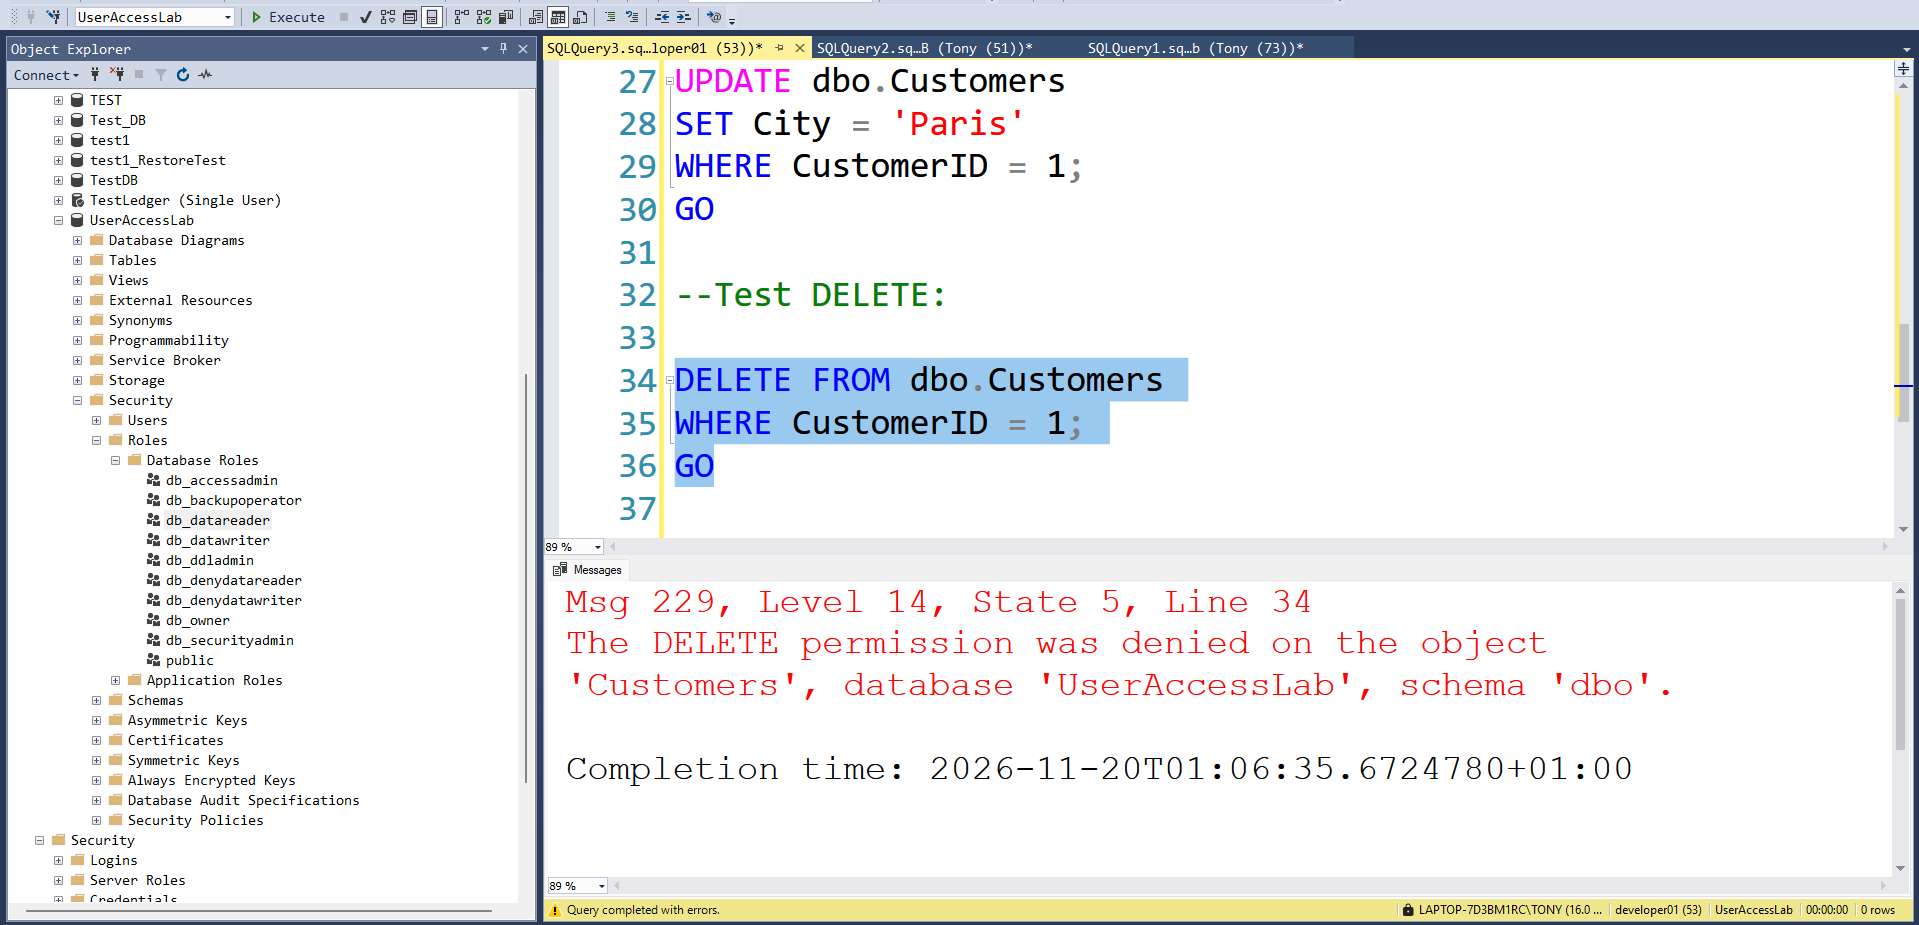 UserAccessLab
Execute
Object Explorer
Connect
TEST
Test_DB
test1
test1_RestoreTest
TestDB
TestLedger (Single User)
UserAccessLab
Database Diagrams
Tables
Views
External Resources
Synonyms
Programmability
Service Broker
Storage
Security
Users
Roles
Database Roles
db_accessadmin
db_backupoperator
db_datareader
db_datawriter
db_ddladmin
db_denydatareader
db_denydatawriter
db_owner
db_securityadmin
public
Application Roles
Schemas
Asymmetric Keys
Certificates
Symmetric Keys
Always Encrypted Keys
Database Audit Specifications
Security Policies
Security
Logins
Server Roles
Credentials
SQLQuery3.sq...loper01 (53))* SQLQuery2.sq...B (Tony (51))* SQLQuery1.sq...b (Tony (73))*
27 UPDATE dbo.Customers
28 SET City = 'Paris'
29 WHERE CustomerID = 1;
30 GO
31
32 --Test DELETE:
33
34 DELETE FROM dbo.Customers
35 WHERE CustomerID = 1;
36 GO
37
89 %
Messages
Msg 229, Level 14, State 5, Line 34
The DELETE permission was denied on the object
'Customers', database 'UserAccessLab', schema 'dbo'.
Completion time: 2026-11-20T01:06:35.6724780+01:00
89 %
Query completed with errors. LAPTOP-7D3BM1RC\TONY (16.0 ... developer01 (53) UserAccessLab 00:00:00 0 rows